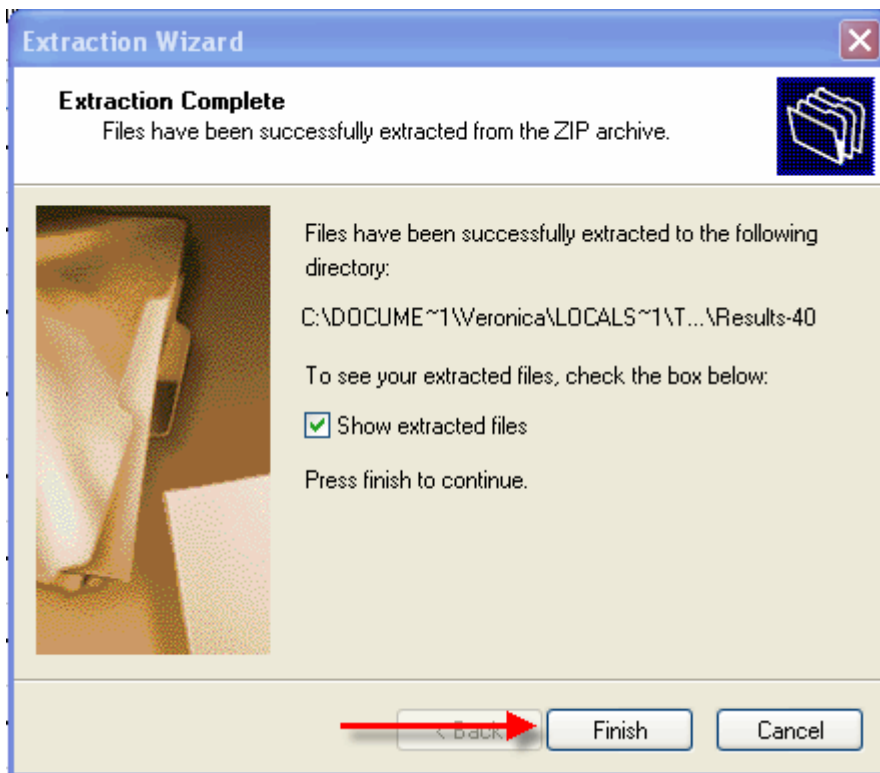 Extraction Wizard
Extraction Complete
Files have been successfully extracted from the ZIP archive.
Files have been successfully extracted to the following
directory:
C:\DOCUME~1\Veronica\LOCALS~1\T...\Results-40
To see your extracted files, check the box below:
Show extracted files
Press finish to continue.
< Back Finish Cancel